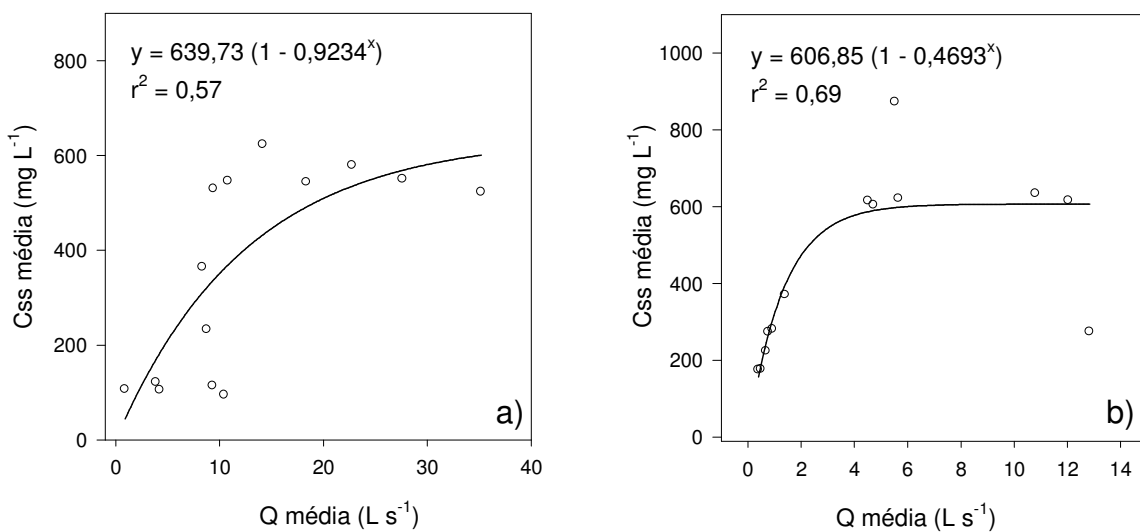 y = 639,73 (1 - 0,9234^x)
r² = 0,57
Css média (mg L⁻¹)
800
600
400
200
0
0 10 20 30 40
Q média (L s⁻¹)
a)
y = 606,85 (1 - 0,4693^x)
r² = 0,69
Css média (mg L⁻¹)
1000
800
600
400
200
0
0 2 4 6 8 10 12 14
Q média (L s⁻¹)
b)